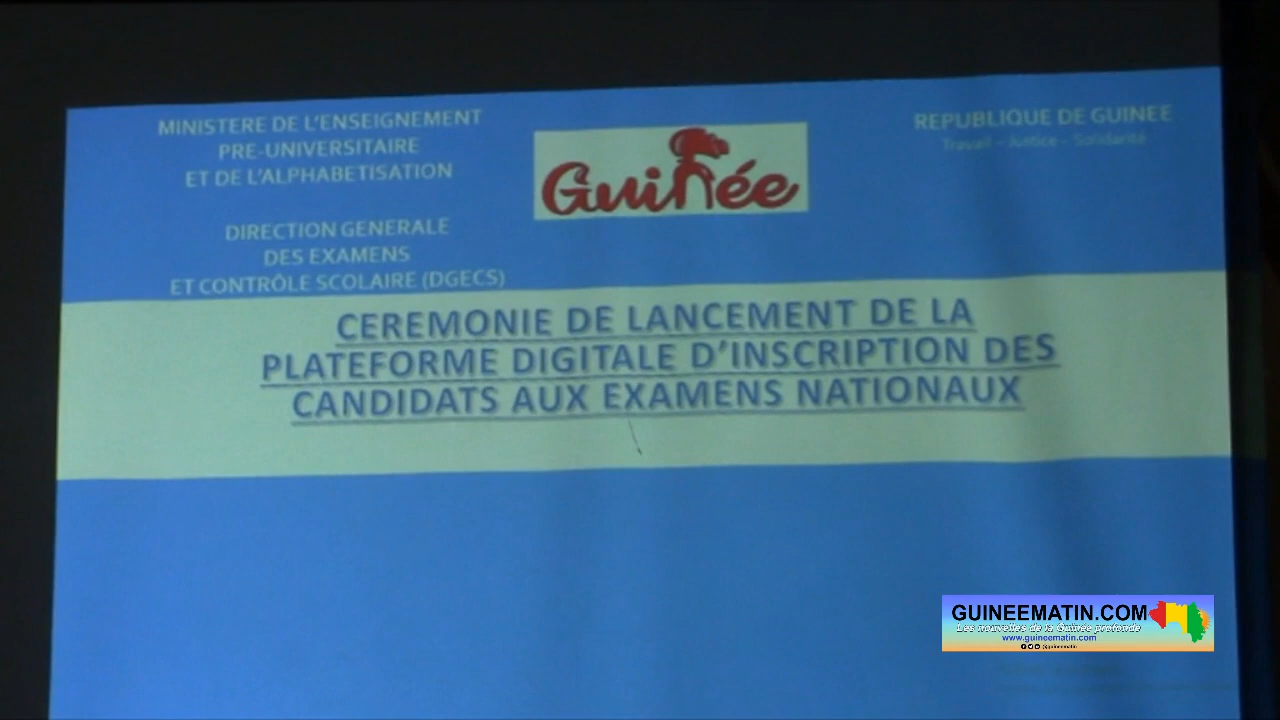 MINISTERE DE L'ENSEIGNEMENT
PRE-UNIVERSITAIRE
ET DE L'ALPHABETISATION
DIRECTION GENERALE
DES EXAMENS
ET CONTRÔLE SCOLAIRE (DGECS)
Guinée
REPUBLIQUE DE GUINEE
Travail – Justice – Solidarité
CEREMONIE DE LANCEMENT DE LA
PLATEFORME DIGITALE D'INSCRIPTION DES
CANDIDATS AUX EXAMENS NATIONAUX
GUINEEMATIN.COM
Les nouvelles de la Guinée profonde
www.guineematin.com
@guineematin